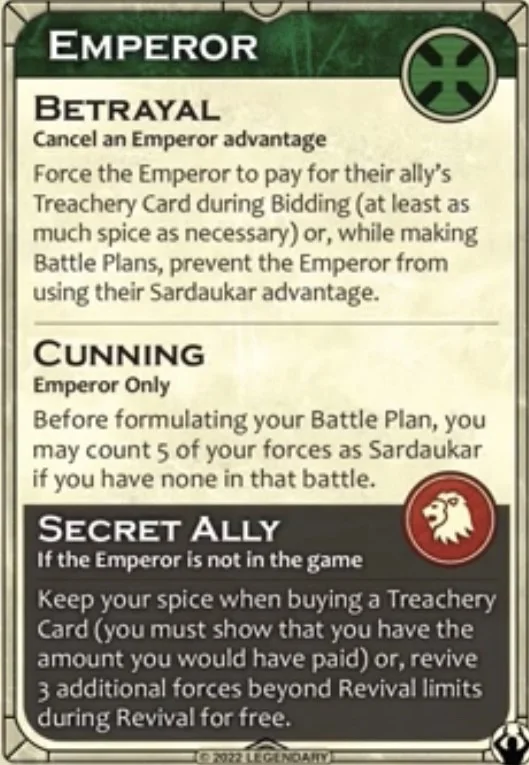 EMPEROR
BETRAYAL
Cancel an Emperor advantage
Force the Emperor to pay for their ally's
Treachery Card during Bidding (at least as
much spice as necessary) or, while making
Battle Plans, prevent the Emperor from
using their Sardaukar advantage.
CUNNING
Emperor Only
Before formulating your Battle Plan, you
may count 5 of your forces as Sardaukar
if you have none in that battle.
SECRET ALLY
If the Emperor is not in the game
Keep your spice when buying a Treachery
Card (you must show that you have the
amount you would have paid) or, revive
3 additional forces beyond Revival limits
during Revival for free.
© 2022 LEGENDARY